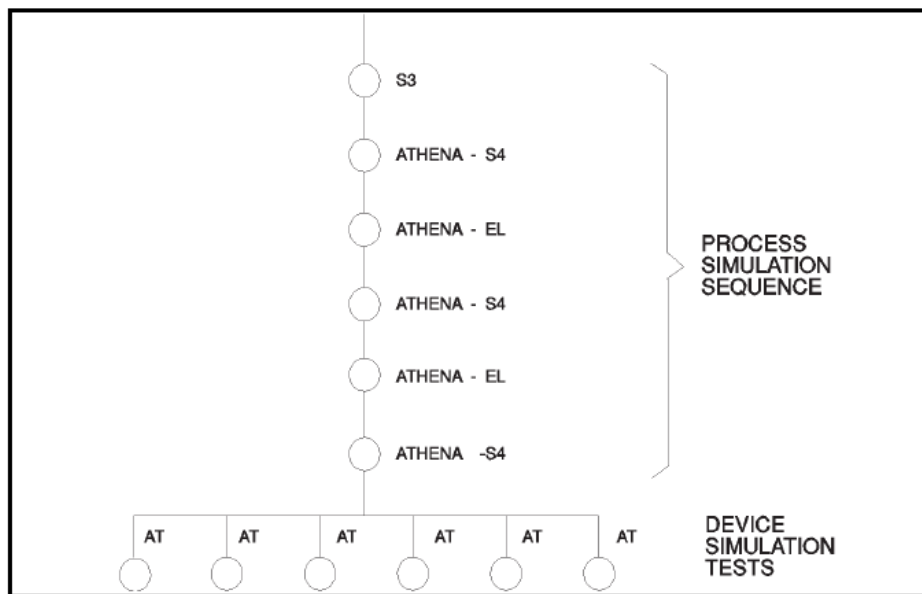 S3
ATHENA - S4
ATHENA - EL
ATHENA - S4
ATHENA - EL
ATHENA -S4
PROCESS
SIMULATION
SEQUENCE
AT AT AT AT AT AT
DEVICE
SIMULATION
TESTS